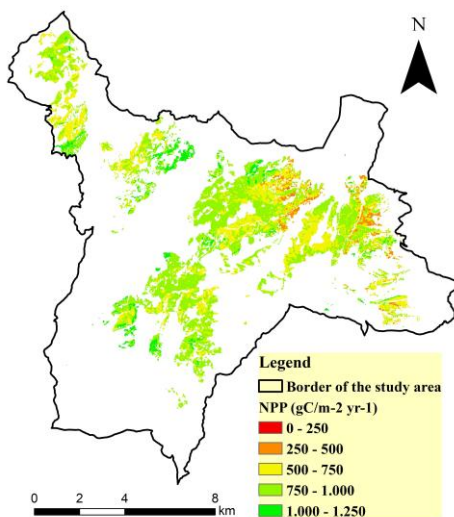 N
Legend
Border of the study area
NPP (gC/m-2 yr-1)
0 - 250
250 - 500
500 - 750
750 - 1.000
1.000 - 1.250
0 2 4 8
km